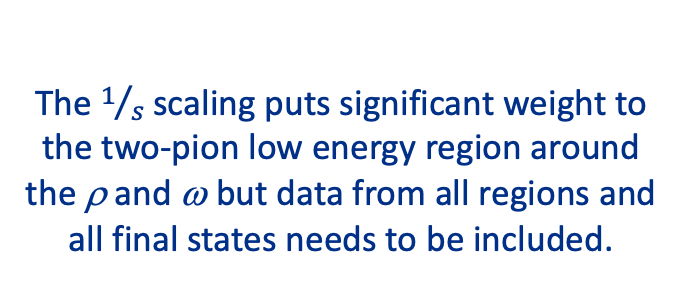 The 1/s scaling puts significant weight to
the two-pion low energy region around
the ρ and ω but data from all regions and
all final states needs to be included.